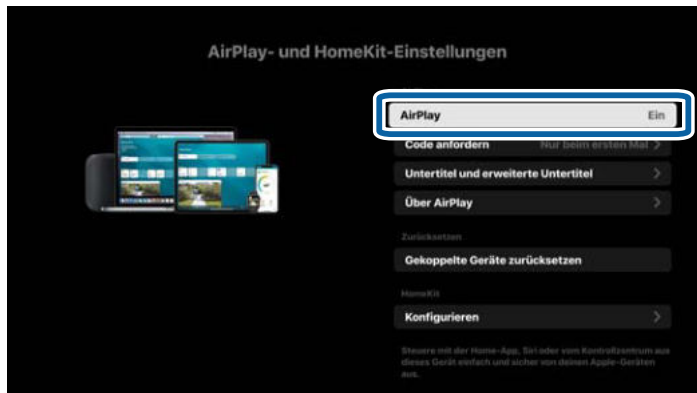 AirPlay- und HomeKit-Einstellungen
AirPlay Ein
Code anfordern Nur beim ersten Mal >
Untertitel und erweiterte Untertitel >
Über AirPlay >
Zurücksetzen
Gekoppelte Geräte zurücksetzen
HomeKit
Konfigurieren >
Steuere mit der Home-App, Siri oder vom Kontrollzentrum aus
dieses Gerät einfach und sicher von deinen Apple-Geräten
aus.